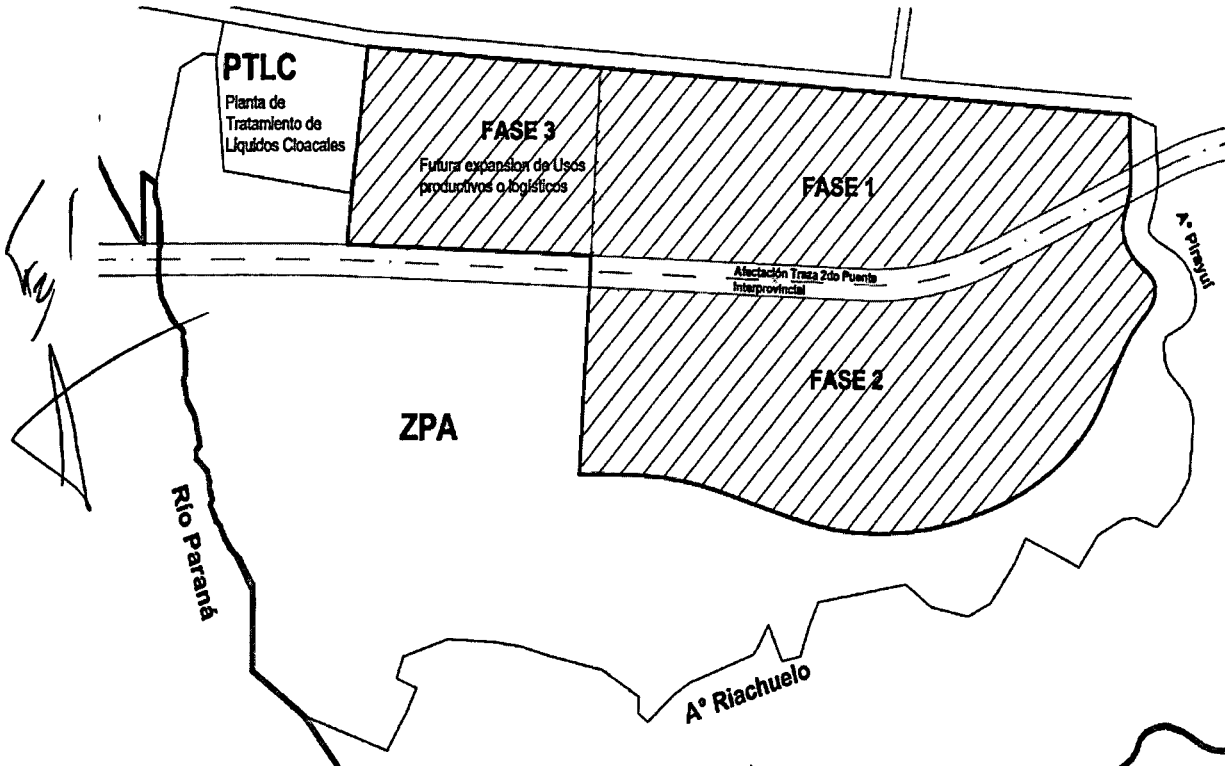 PTLC
Planta de
Tratamiento de
Líquidos Cloacales
FASE 3
Futura expansion de Usos
productivos o logísticos
FASE 1
Afectación Traza 2do Puente
Interprovincial
A° Pirayuí
FASE 2
ZPA
Río Paraná
A° Riachuelo